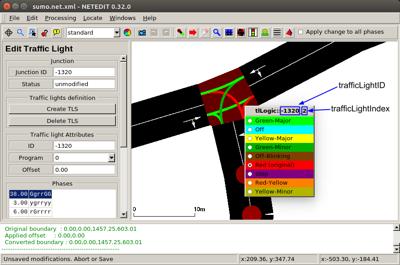 sumo.net.xml - NETEDIT 0.32.0
File Edit Processing Locate Windows Help
standard Apply change to all phases
Edit Traffic Light
Junction
Junction ID -1320
Status unmodified
Traffic lights definition
Create TLS
Delete TLS
Traffic light Attributes
ID -1320
Program 0
Offset 0.00
Phases
38.00 GgrrGG
3.00 ygrryy
6.00 rGrrrr
trafficLightID
trafficLightIndex
tlLogic: -1320 2
Green-Major
Off
Yellow-Major
Green-Minor
Off-Blinking
Red (original)
Red-Yellow
Yellow-Minor
0 10m
Original boundary : 0.00,0.00,1457.25,603.01
Applied offset : 0.00,0.00
Converted boundary : 0.00,0.00,1457.25,603.01
Unsaved modifications. Abort or Save x:209.36, y:347.74 x:-503.30, y:-184.41